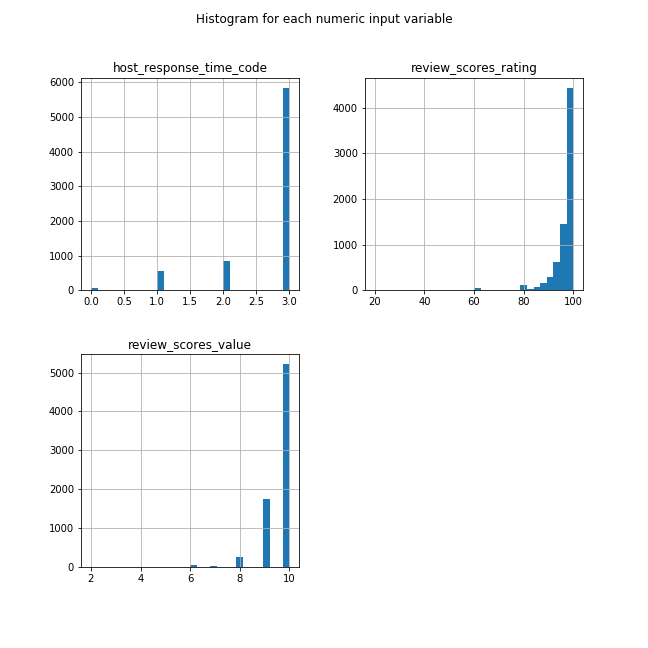 Histogram for each numeric input variable
host_response_time_code
6000
5000
4000
3000
2000
1000
0
0.0 0.5 1.0 1.5 2.0 2.5 3.0
review_scores_rating
4000
3000
2000
1000
0
20 40 60 80 100
review_scores_value
5000
4000
3000
2000
1000
0
2 4 6 8 10